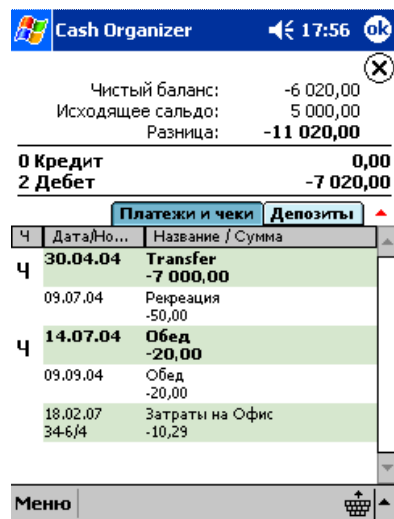 Cash Organizer 17:56 ok
Чистый баланс: -6 020,00
Исходящее сальдо: 5 000,00
Разница: -11 020,00
0 Кредит 0,00
2 Дебет -7 020,00
Платежи и чеки Депозиты
Ч Дата/Но... Название / Сумма
Ч 30.04.04 Transfer
-7 000,00
09.07.04 Рекреация
-50,00
Ч 14.07.04 Обед
-20,00
09.09.04 Обед
-20,00
18.02.07 Затраты на Офис
34-6/4 -10,29
Меню